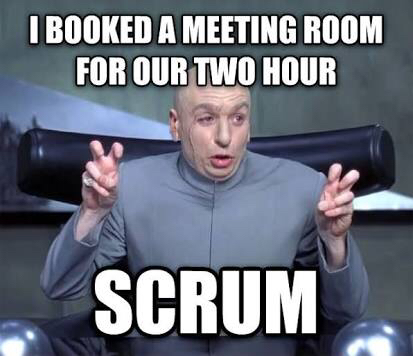 I BOOKED A MEETING ROOM
FOR OUR TWO HOUR
SCRUM